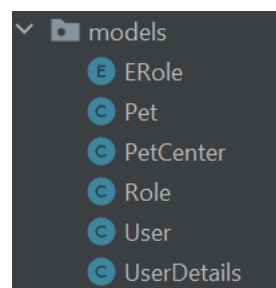 models
E ERole
C Pet
C PetCenter
C Role
C User
C UserDetails